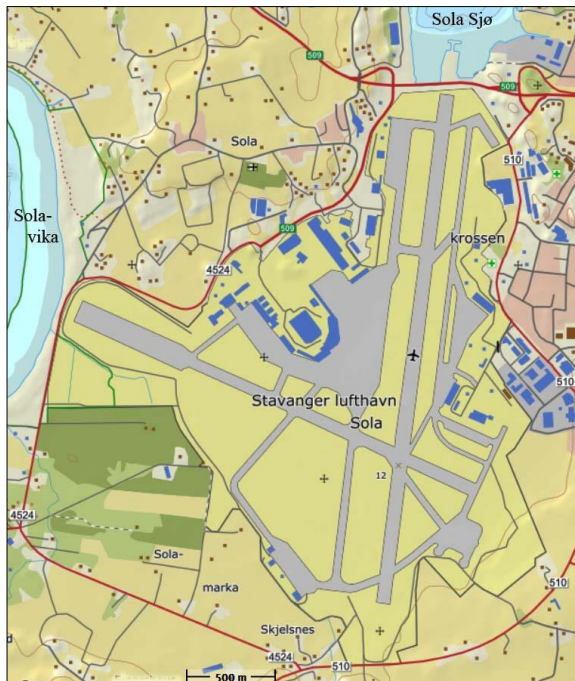 Sola Sjø
509
509
509
Sola
510
Sola-
vika
509
krossen
4524
510
Stavanger lufthavn
Sola
12
4524
Sola-
marka
510
Skjelsnes
4524
510
500 m